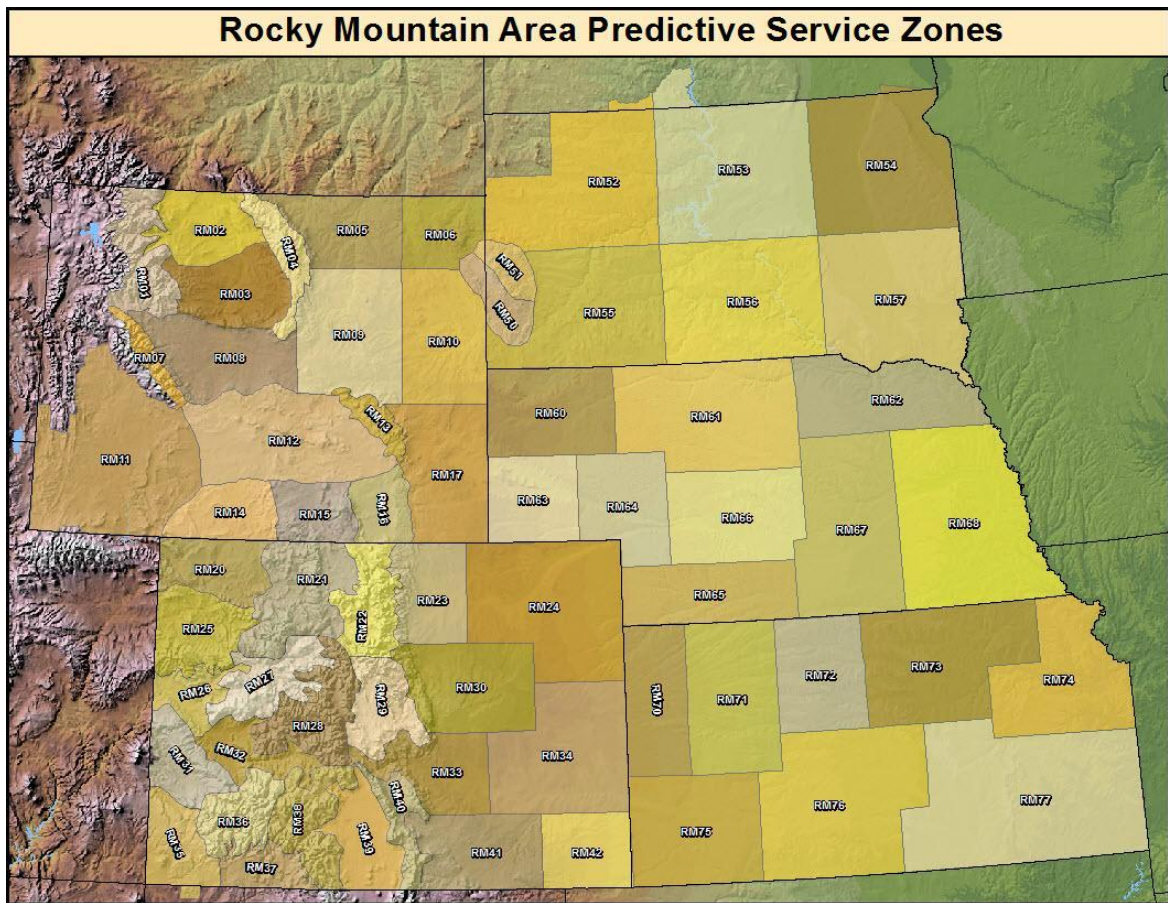 Rocky Mountain Area Predictive Service Zones
RM01
RM02
RM03
RM04
RM05
RM06
RM07
RM08
RM09
RM10
RM11
RM12
RM13
RM14
RM15
RM16
RM17
RM20
RM21
RM22
RM23
RM24
RM25
RM26
RM27
RM28
RM29
RM30
RM31
RM32
RM33
RM34
RM35
RM36
RM37
RM38
RM39
RM40
RM41
RM42
RM50
RM51
RM52
RM53
RM54
RM55
RM56
RM57
RM60
RM61
RM62
RM63
RM64
RM65
RM66
RM67
RM68
RM70
RM71
RM72
RM73
RM74
RM75
RM76
RM77